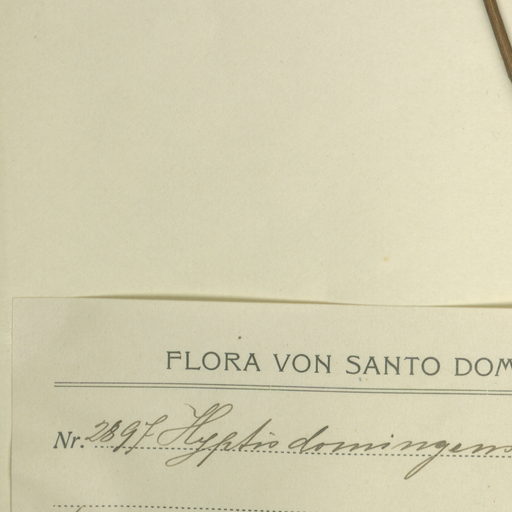 FLORA VON SANTO DOM
Nr. 2897 Hyptis domingens